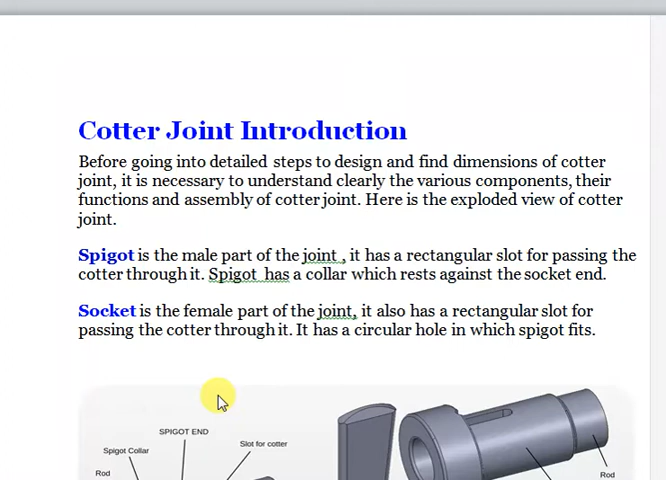 Cotter Joint Introduction
Before going into detailed steps to design and find dimensions of cotter
joint, it is necessary to understand clearly the various components, their
functions and assembly of cotter joint. Here is the exploded view of cotter
joint.
Spigot is the male part of the joint , it has a rectangular slot for passing the
cotter through it. Spigot has a collar which rests against the socket end.
Socket is the female part of the joint, it also has a rectangular slot for
passing the cotter through it. It has a circular hole in which spigot fits.
SPIGOT END
Slot for cotter
Spigot Collar
Rod
Rod